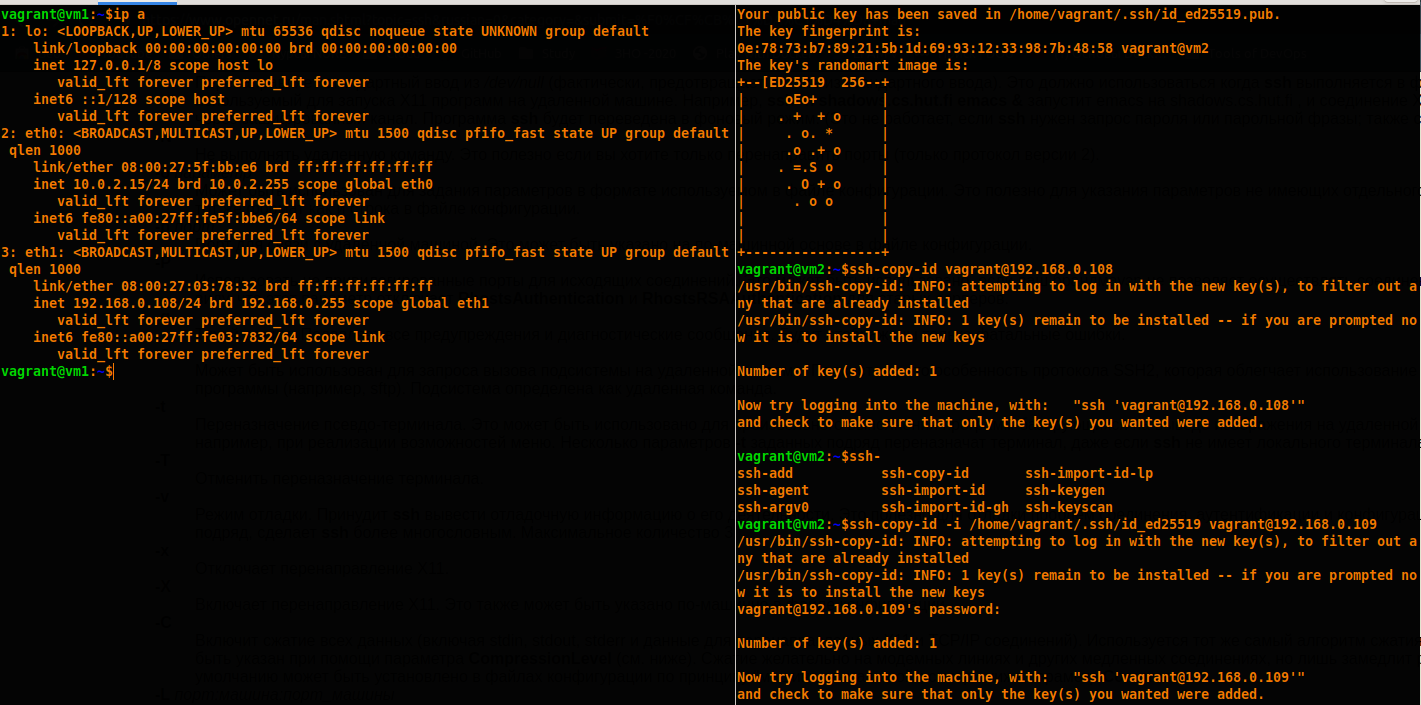 vagrant@vm1:~$ip a
1: lo: <LOOPBACK,UP,LOWER_UP> mtu 65536 qdisc noqueue state UNKNOWN group default
    link/loopback 00:00:00:00:00:00 brd 00:00:00:00:00:00
    inet 127.0.0.1/8 scope host lo
       valid_lft forever preferred_lft forever
    inet6 ::1/128 scope host
       valid_lft forever preferred_lft forever
2: eth0: <BROADCAST,MULTICAST,UP,LOWER_UP> mtu 1500 qdisc pfifo_fast state UP group default
 qlen 1000
    link/ether 08:00:27:5f:bb:e6 brd ff:ff:ff:ff:ff:ff
    inet 10.0.2.15/24 brd 10.0.2.255 scope global eth0
       valid_lft forever preferred_lft forever
    inet6 fe80::a00:27ff:fe5f:bbe6/64 scope link
       valid_lft forever preferred_lft forever
3: eth1: <BROADCAST,MULTICAST,UP,LOWER_UP> mtu 1500 qdisc pfifo_fast state UP group default
 qlen 1000
    link/ether 08:00:27:03:78:32 brd ff:ff:ff:ff:ff:ff
    inet 192.168.0.108/24 brd 192.168.0.255 scope global eth1
       valid_lft forever preferred_lft forever
    inet6 fe80::a00:27ff:fe03:7832/64 scope link
       valid_lft forever preferred_lft forever
vagrant@vm1:~$
Your public key has been saved in /home/vagrant/.ssh/id_ed25519.pub.
The key fingerprint is:
0e:78:73:b7:89:21:5b:1d:69:93:12:33:98:7b:48:58 vagrant@vm2
The key's randomart image is:
+--[ED25519  256--+
|     oEo+        |
|    . +  + o     |
|     . o. *      |
|     .o .+ o     |
|    . =.S o      |
|     . O + o     |
|      . o o      |
|                 |
|                 |
+-----------------+
vagrant@vm2:~$ssh-copy-id vagrant@192.168.0.108
/usr/bin/ssh-copy-id: INFO: attempting to log in with the new key(s), to filter out a
ny that are already installed
/usr/bin/ssh-copy-id: INFO: 1 key(s) remain to be installed -- if you are prompted no
w it is to install the new keys
Number of key(s) added: 1
Now try logging into the machine, with:   "ssh 'vagrant@192.168.0.108'"
and check to make sure that only the key(s) you wanted were added.
vagrant@vm2:~$ssh-
ssh-add           ssh-copy-id       ssh-import-id-lp
ssh-agent         ssh-import-id     ssh-keygen
ssh-argv0         ssh-import-id-gh  ssh-keyscan
vagrant@vm2:~$ssh-copy-id -i /home/vagrant/.ssh/id_ed25519 vagrant@192.168.0.109
/usr/bin/ssh-copy-id: INFO: attempting to log in with the new key(s), to filter out a
ny that are already installed
/usr/bin/ssh-copy-id: INFO: 1 key(s) remain to be installed -- if you are prompted no
w it is to install the new keys
vagrant@192.168.0.109's password:
Number of key(s) added: 1
Now try logging into the machine, with:   "ssh 'vagrant@192.168.0.109'"
and check to make sure that only the key(s) you wanted were added.